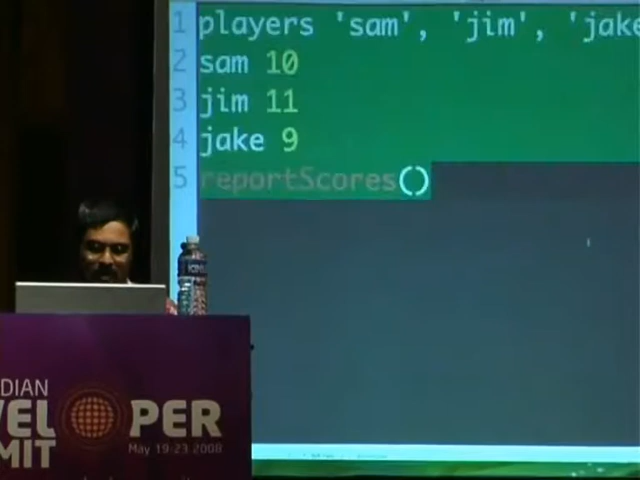 1 players 'sam', 'jim', 'jake
2 sam 10
3 jim 11
4 jake 9
5 reportScores()
DIAN
VEL PER
MIT
May 19-23 2008